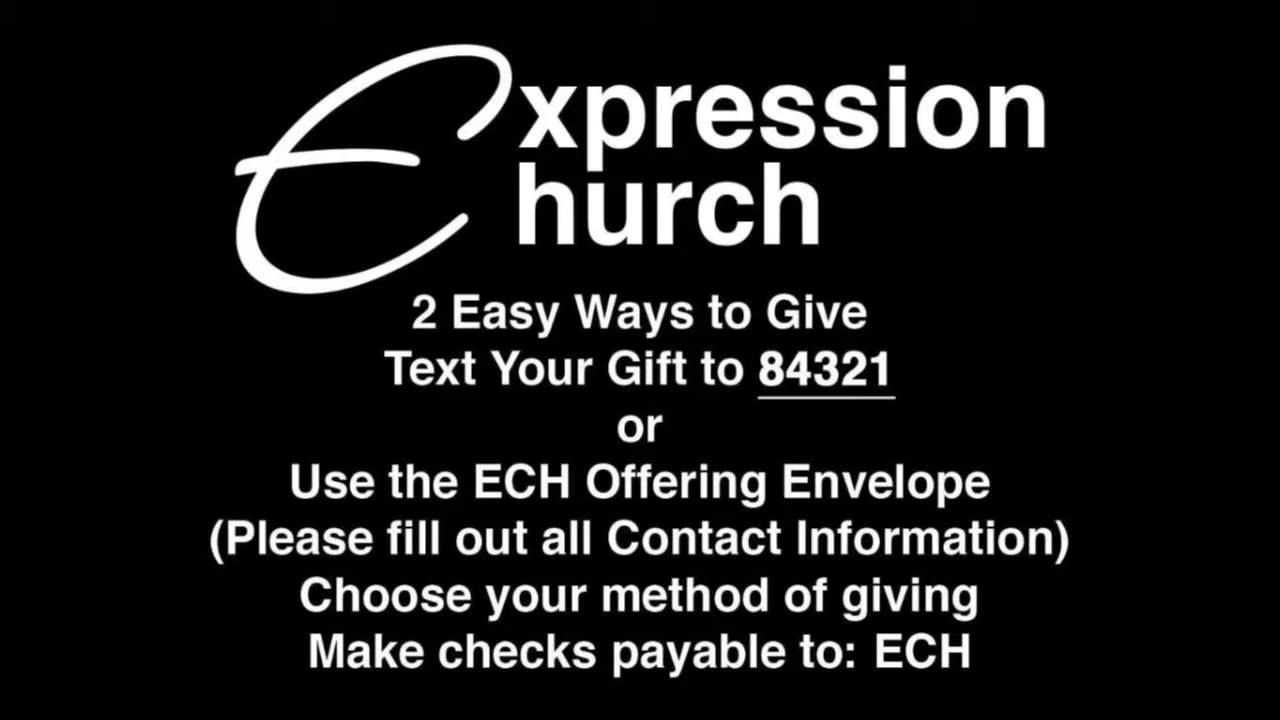 Expression
Church
2 Easy Ways to Give
Text Your Gift to 84321
or
Use the ECH Offering Envelope
(Please fill out all Contact Information)
Choose your method of giving
Make checks payable to: ECH